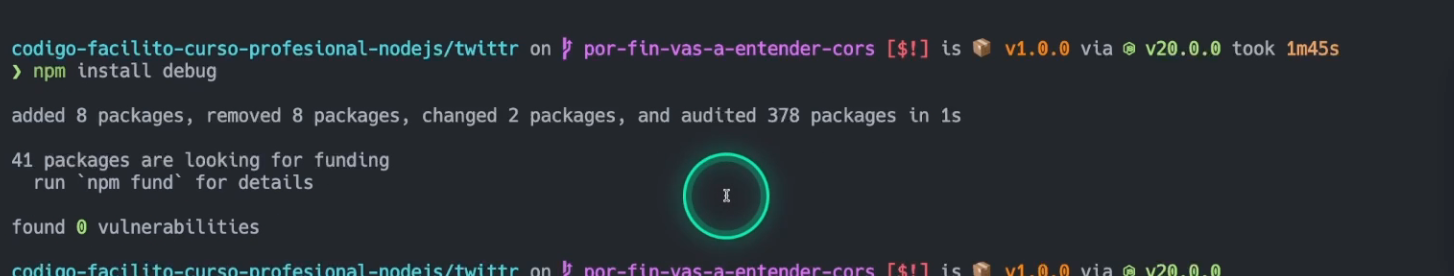 codigo-facilito-curso-profesional-nodejs/twittr on por-fin-vas-a-entender-cors [$!] is 📦 v1.0.0 via v20.0.0 took 1m45s
❯ npm install debug
added 8 packages, removed 8 packages, changed 2 packages, and audited 378 packages in 1s
41 packages are looking for funding
run `npm fund` for details
found 0 vulnerabilities
codigo-facilito-curso-profesional-nodejs/twittr on por-fin-vas-a-entender-cors [$!] is 📦 v1.0.0 via v20.0.0